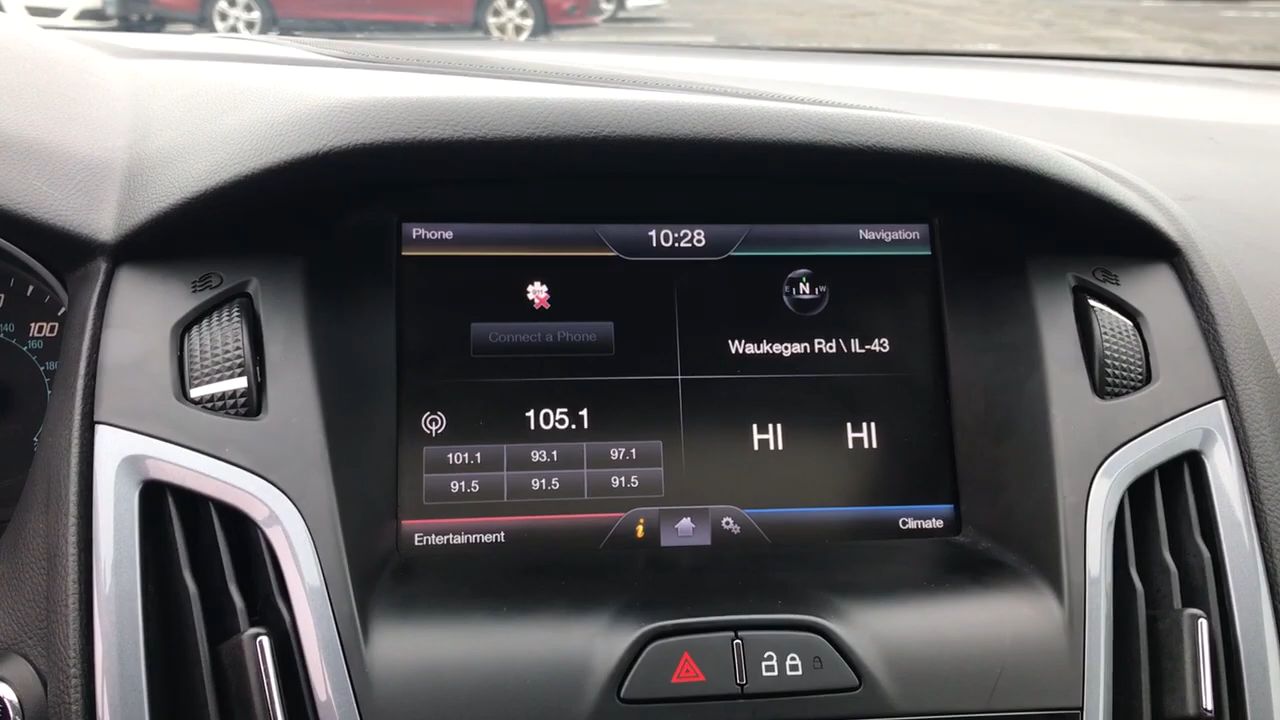 Phone
10:28
Navigation
E N W
Connect a Phone
Waukegan Rd \ IL-43
105.1
HI HI
101.1 93.1 97.1
91.5 91.5 91.5
Entertainment
i
Climate
140
100
160
180